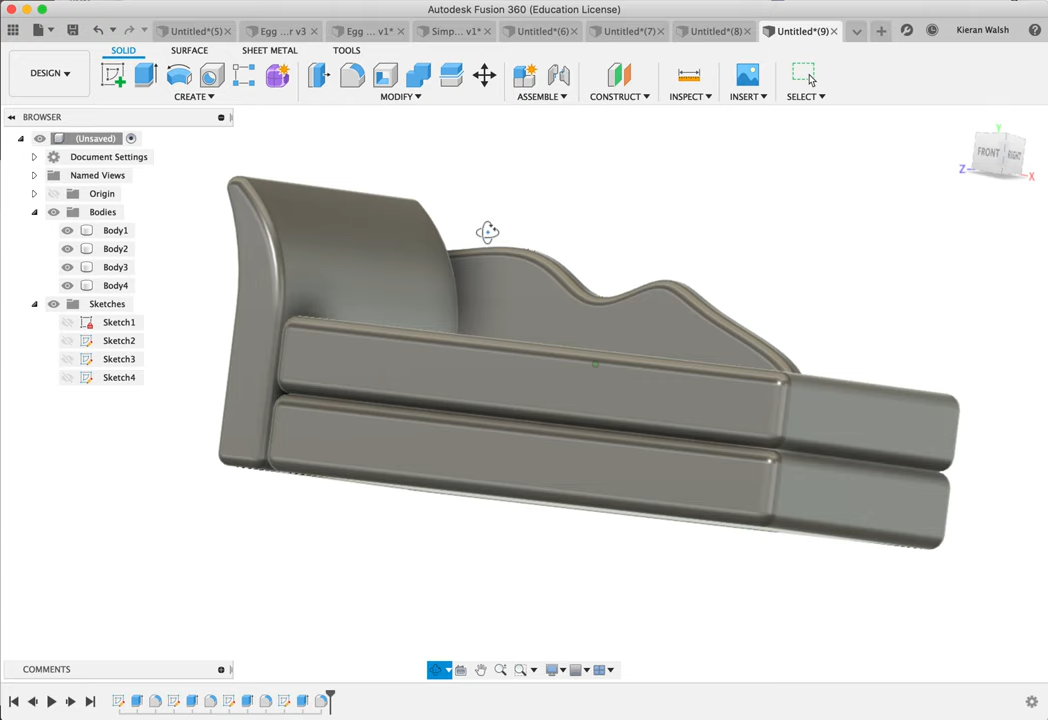 Autodesk Fusion 360 (Education License)
Untitled*(5) Egg ...r v3 Egg ... v1* Simp... v1* Untitled*(6) Untitled*(7) Untitled*(8) Untitled*(9) Kieran Walsh
SOLID SURFACE SHEET METAL TOOLS
DESIGN
CREATE MODIFY ASSEMBLE CONSTRUCT INSPECT INSERT SELECT
BROWSER
(Unsaved)
Document Settings
Named Views
Origin
Bodies
Body1
Body2
Body3
Body4
Sketches
Sketch1
Sketch2
Sketch3
Sketch4
Y
FRONT RIGHT
Z X
COMMENTS